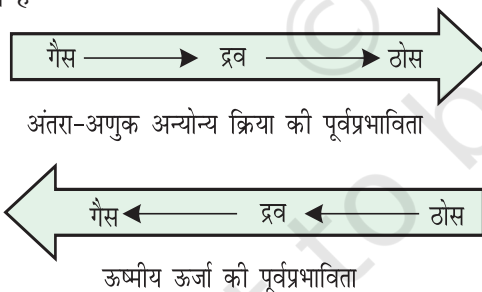 है
गैस द्रव ठोस
अंतरा-अणुक अन्योन्य क्रिया की पूर्वप्रभाविता
गैस द्रव ठोस
ऊष्मीय ऊर्जा की पूर्वप्रभाविता